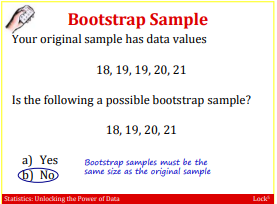 Bootstrap Sample
Your original sample has data values
18, 19, 19, 20, 21
Is the following a possible bootstrap sample?
18, 19, 20, 21
a) Yes
b) No
Bootstrap samples must be the
same size as the original sample
Statistics: Unlocking the Power of Data
Lock⁵